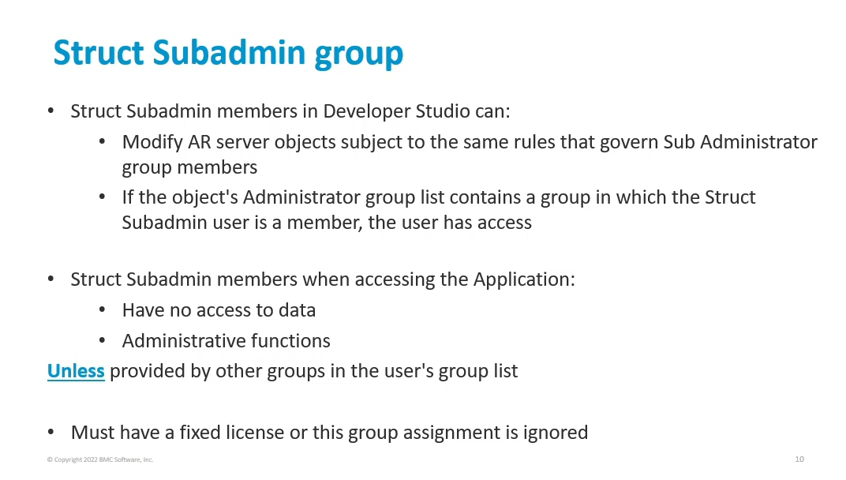 Struct Subadmin group
• Struct Subadmin members in Developer Studio can:
• Modify AR server objects subject to the same rules that govern Sub Administrator
group members
• If the object's Administrator group list contains a group in which the Struct
Subadmin user is a member, the user has access
• Struct Subadmin members when accessing the Application:
• Have no access to data
• Administrative functions
Unless provided by other groups in the user's group list
• Must have a fixed license or this group assignment is ignored
© Copyright 2022 BMC Software, Inc.
10